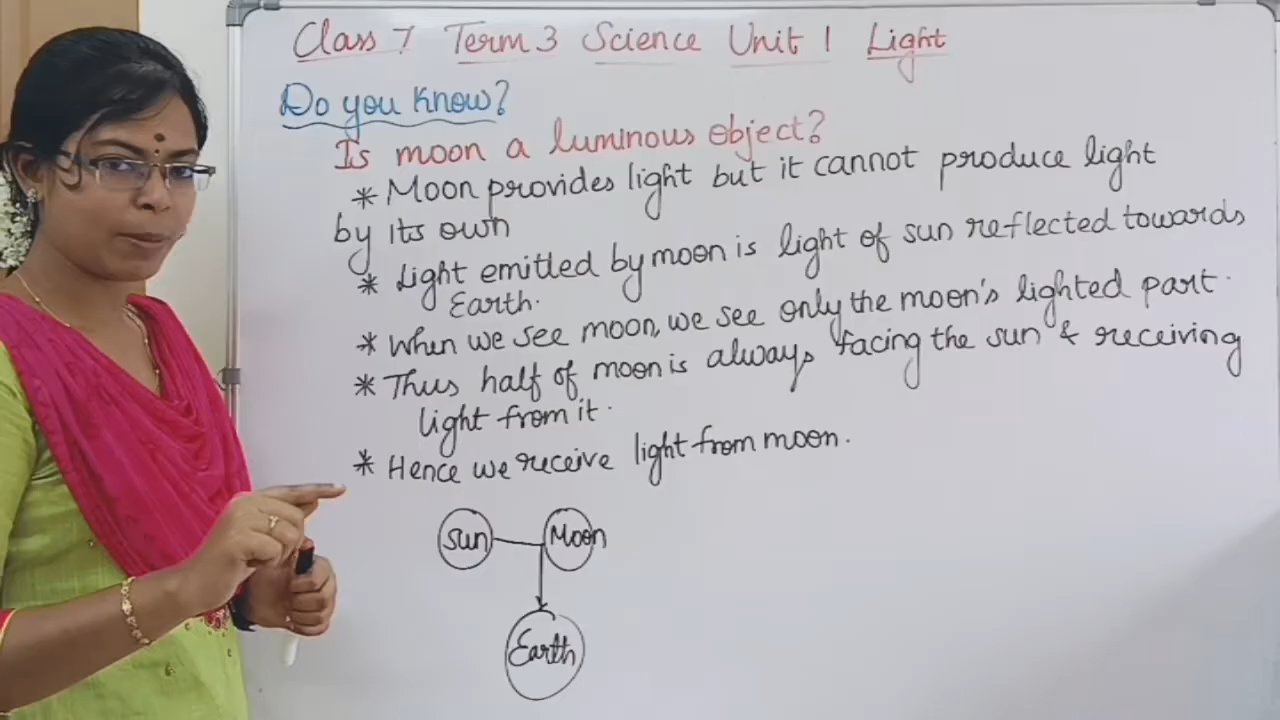 Class 7 Term 3 Science Unit 1 Light
Do you know?
Is moon a luminous object?
* Moon provides light but it cannot produce light
by its own
* Light emitted by moon is light of sun reflected towards
Earth.
* When we see moon, we see only the moon's lighted part.
* Thus half of moon is always facing the sun & receiving
light from it.
* Hence we receive light from moon.
Sun
Moon
Earth